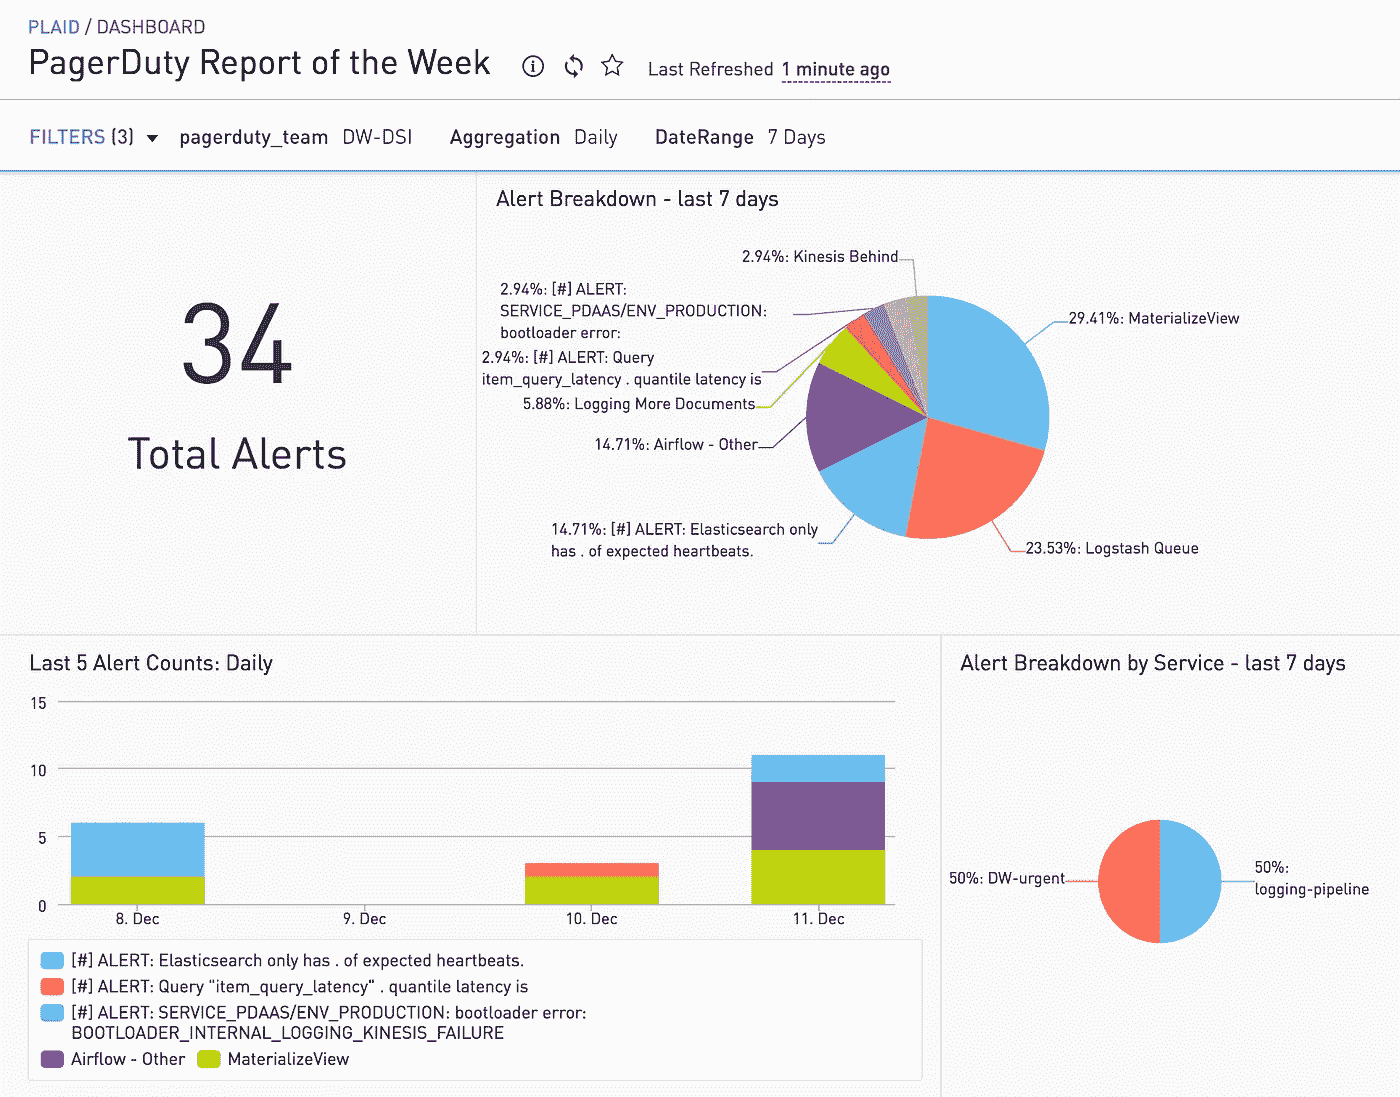 PLAID / DASHBOARD
PagerDuty Report of the Week
Last Refreshed 1 minute ago
FILTERS (3) pagerduty_team DW-DSI Aggregation Daily DateRange 7 Days
34
Total Alerts
Alert Breakdown - last 7 days
2.94%: Kinesis Behind
2.94%: [#] ALERT:
SERVICE_PDAAS/ENV_PRODUCTION:
bootloader error:
2.94%: [#] ALERT: Query
item_query_latency . quantile latency is
5.88%: Logging More Documents
14.71%: Airflow - Other
14.71%: [#] ALERT: Elasticsearch only
has . of expected heartbeats.
29.41%: MaterializeView
23.53%: Logstash Queue
Last 5 Alert Counts: Daily
15
10
5
0
8. Dec
9. Dec
10. Dec
11. Dec
[#] ALERT: Elasticsearch only has . of expected heartbeats.
[#] ALERT: Query "item_query_latency" . quantile latency is
[#] ALERT: SERVICE_PDAAS/ENV_PRODUCTION: bootloader error:
BOOTLOADER_INTERNAL_LOGGING_KINESIS_FAILURE
Airflow - Other MaterializeView
Alert Breakdown by Service - last 7 days
50%: DW-urgent
50%:
logging-pipeline